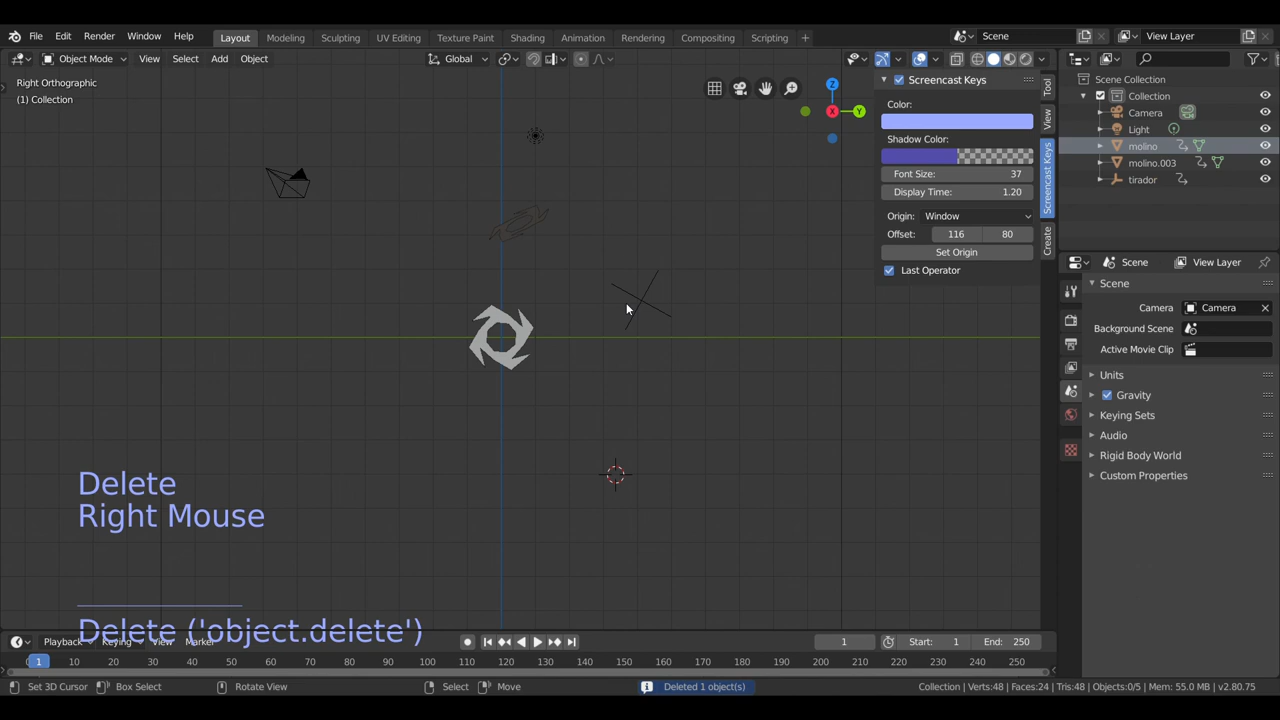 File Edit Render Window Help Layout Modeling Sculpting UV Editing Texture Paint Shading Animation Rendering Compositing Scripting + Scene View Layer
Object Mode View Select Add Object Global
Right Orthographic
(1) Collection
Screencast Keys
Color:
Shadow Color:
Font Size: 37
Display Time: 1.20
Origin: Window
Offset: 116 80
Set Origin
Last Operator
Tool
View
Screencast Keys
Create
X
Y
Z
Scene Collection
Collection
Camera
Light
molino
molino.003
tirador
Scene View Layer
Scene
Camera Camera
Background Scene
Active Movie Clip
Units
Gravity
Keying Sets
Audio
Rigid Body World
Custom Properties
Delete
Right Mouse
Delete ('object.delete')
Playback Keying View Marker 1 Start: 1 End: 250
1 10 20 30 40 50 60 70 80 90 100 110 120 130 140 150 160 170 180 190 200 210 220 230 240 250
Set 3D Cursor Box Select Rotate View Select Move Deleted 1 object(s) Collection | Verts:48 | Faces:24 | Tris:48 | Objects:0/5 | Mem: 55.0 MB | v2.80.75